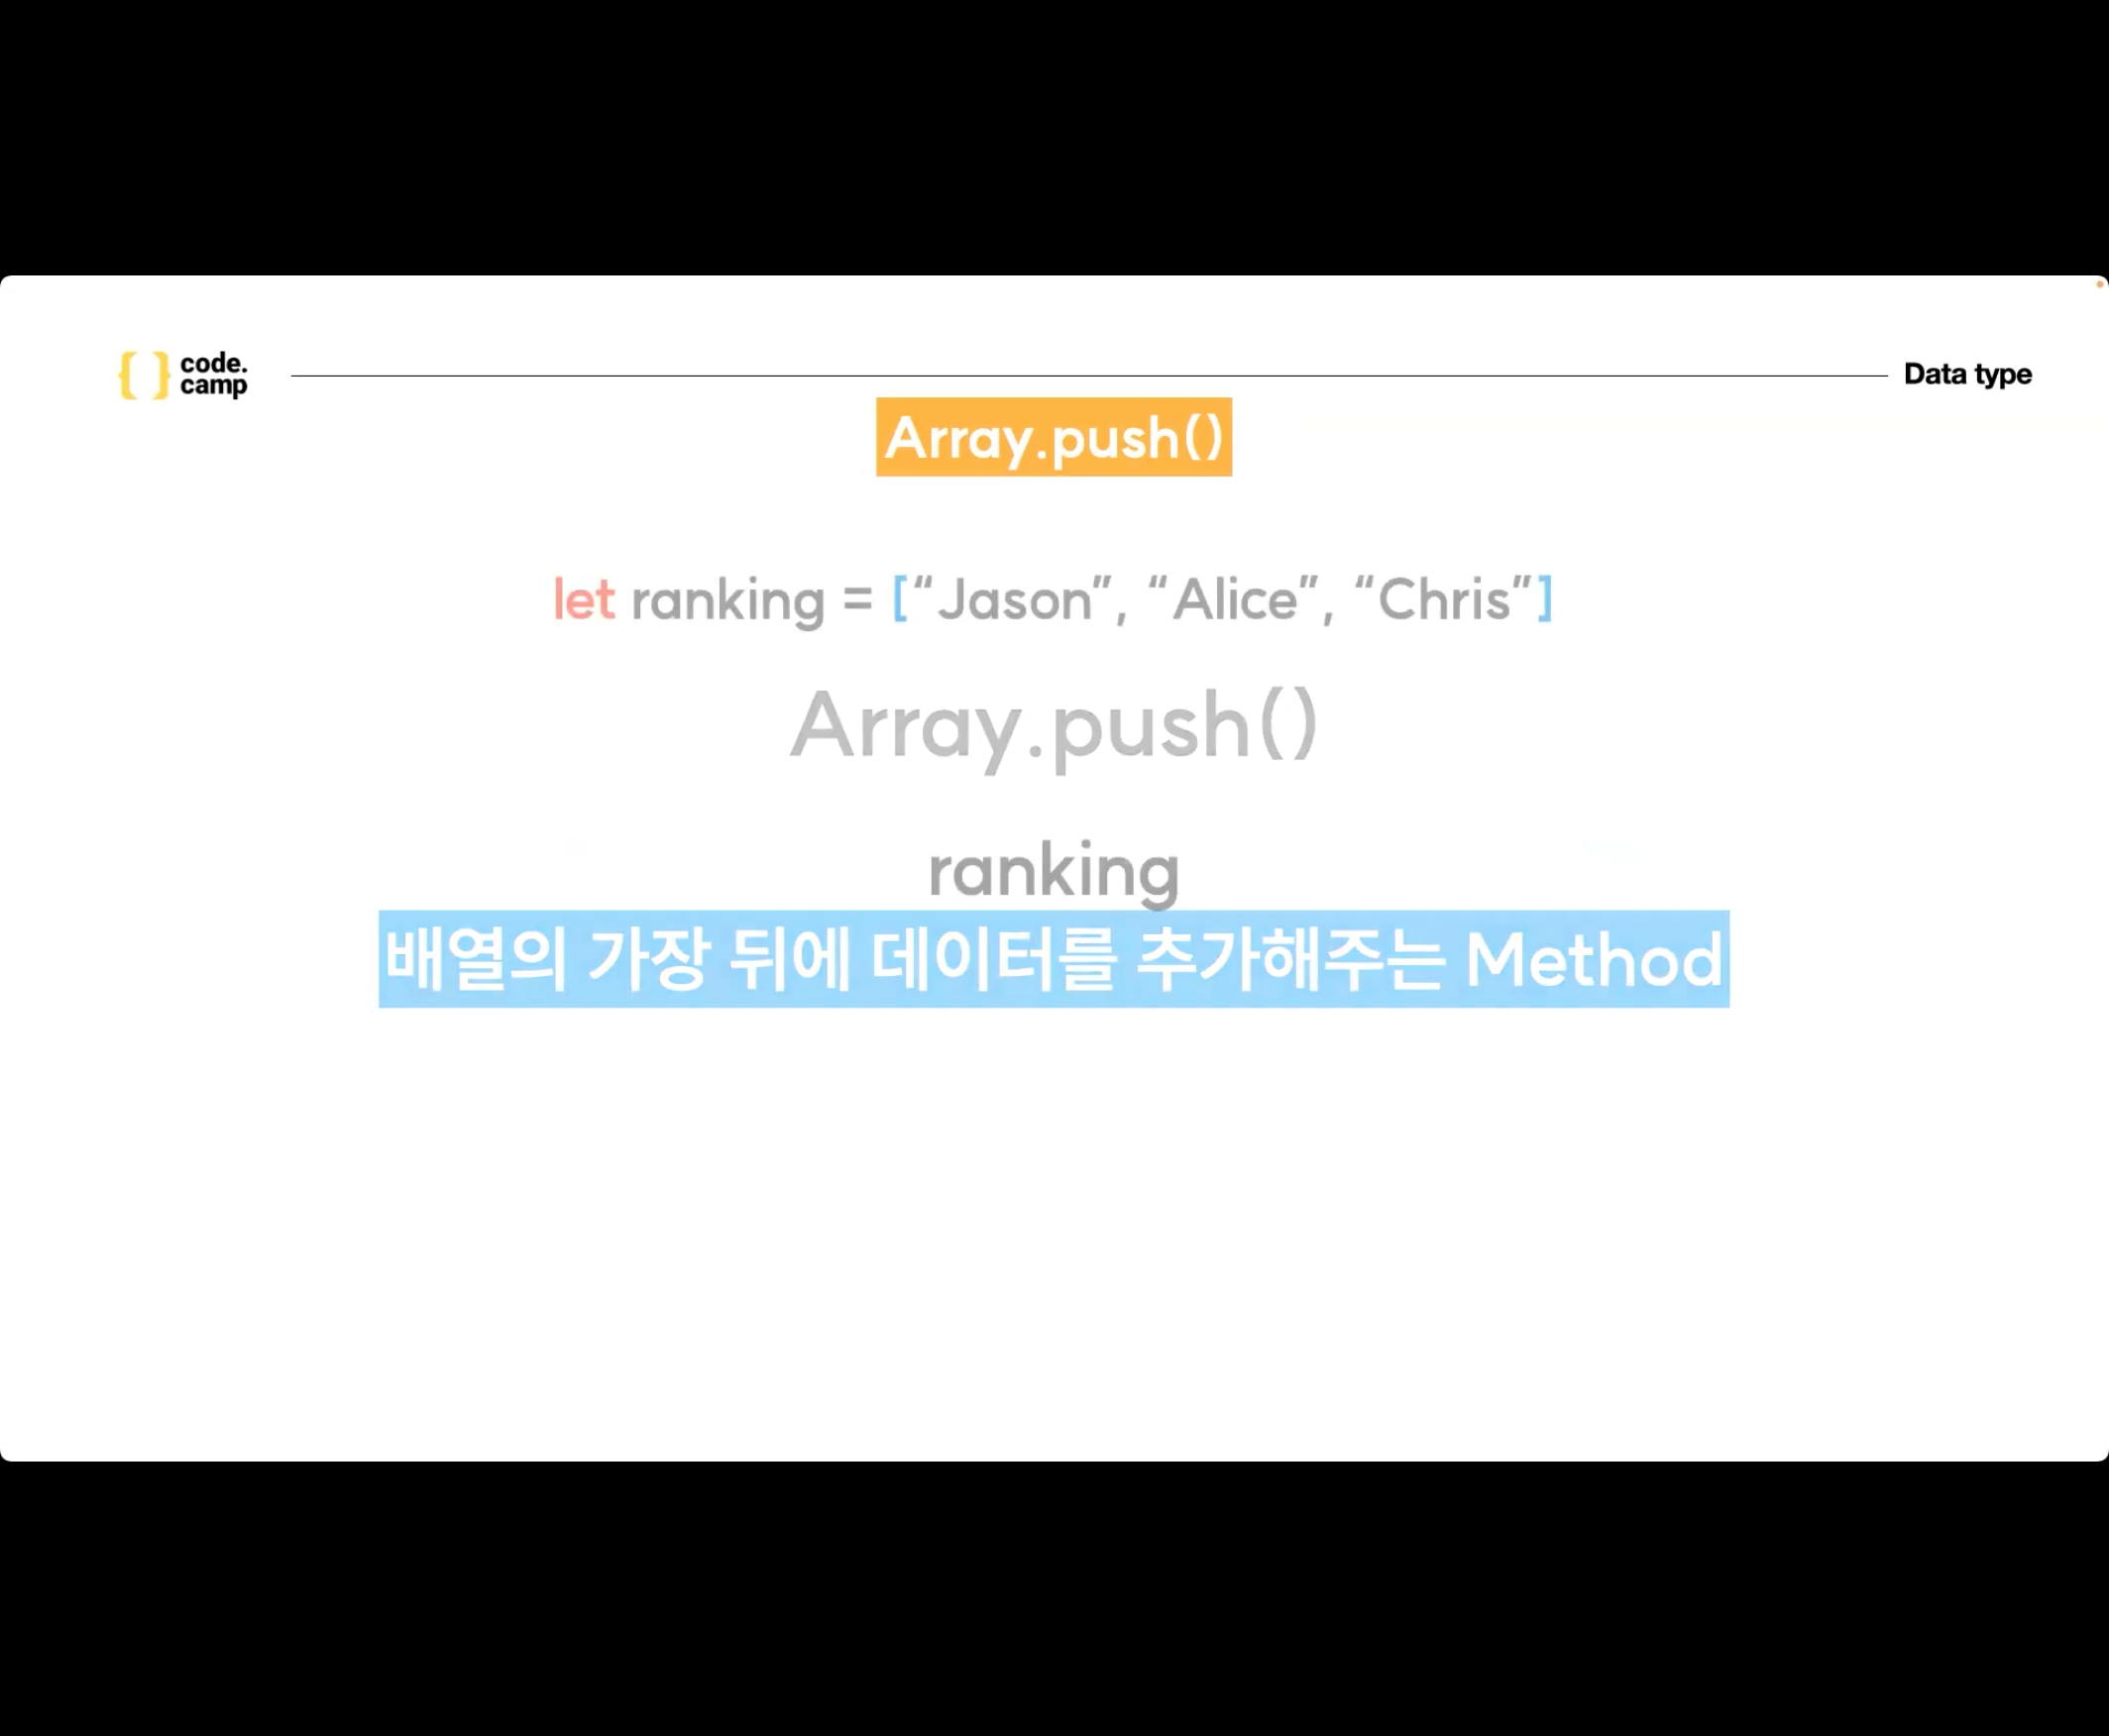 code.
camp
Data type
Array.push()
let ranking = [“Jason”, “Alice”, “Chris”]
Array.push()
ranking
배열의 가장 뒤에 데이터를 추가해주는 Method